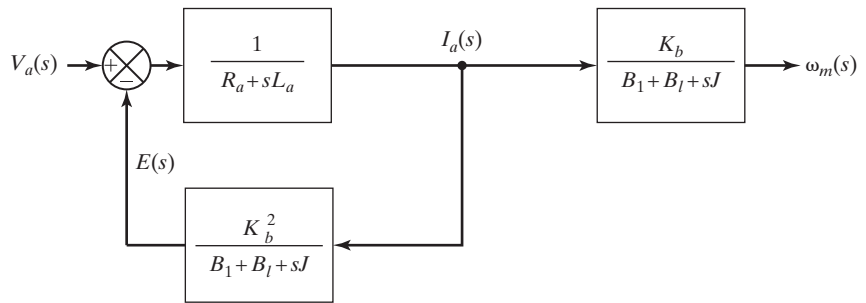 V_a(s)
+
−
1
R_a + sL_a
I_a(s)
K_b
B_1 + B_l + sJ
ω_m(s)
E(s)
K_b^2
B_1 + B_l + sJ